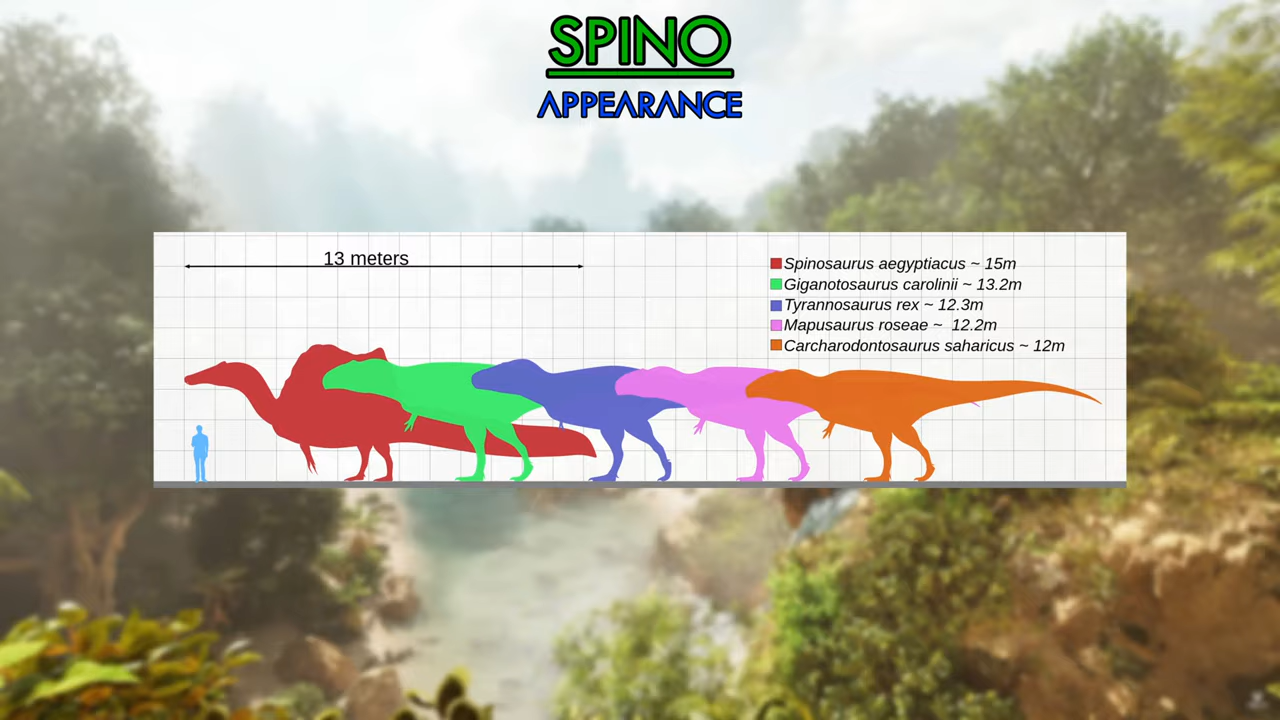 SPINO
APPEARANCE
13 meters
Spinosaurus aegyptiacus ~ 15m
Giganotosaurus carolinii ~ 13.2m
Tyrannosaurus rex ~ 12.3m
Mapusaurus roseae ~  12.2m
Carcharodontosaurus saharicus ~ 12m